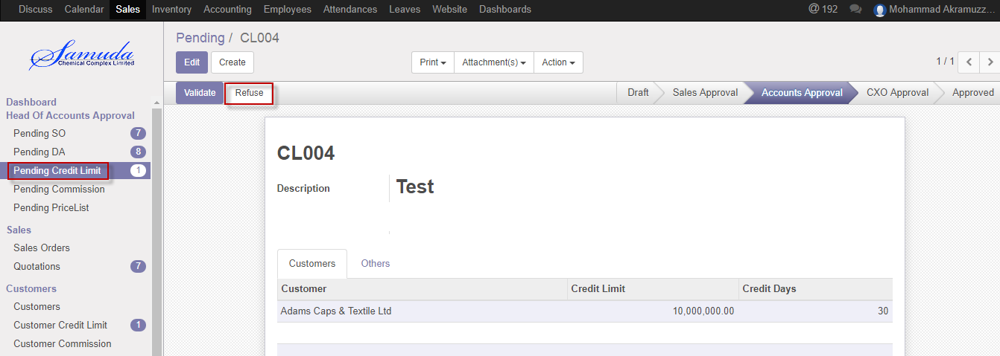 Discuss Calendar Sales Inventory Accounting Employees Attendances Leaves Website Dashboards @ 192 Mohammad Akramuzz...
Samuda
Chemical Complex Limited
Pending / CL004
Edit Create Print Attachment(s) Action 1 / 1
Validate Refuse Draft Sales Approval Accounts Approval CXO Approval Approved
Dashboard
Head Of Accounts Approval
Pending SO 7
Pending DA 8
Pending Credit Limit 1
Pending Commission
Pending PriceList
Sales
Sales Orders
Quotations 7
Customers
Customers
Customer Credit Limit 1
Customer Commission
CL004
Description Test
Customers Others
Customer Credit Limit Credit Days
Adams Caps & Textile Ltd 10,000,000.00 30